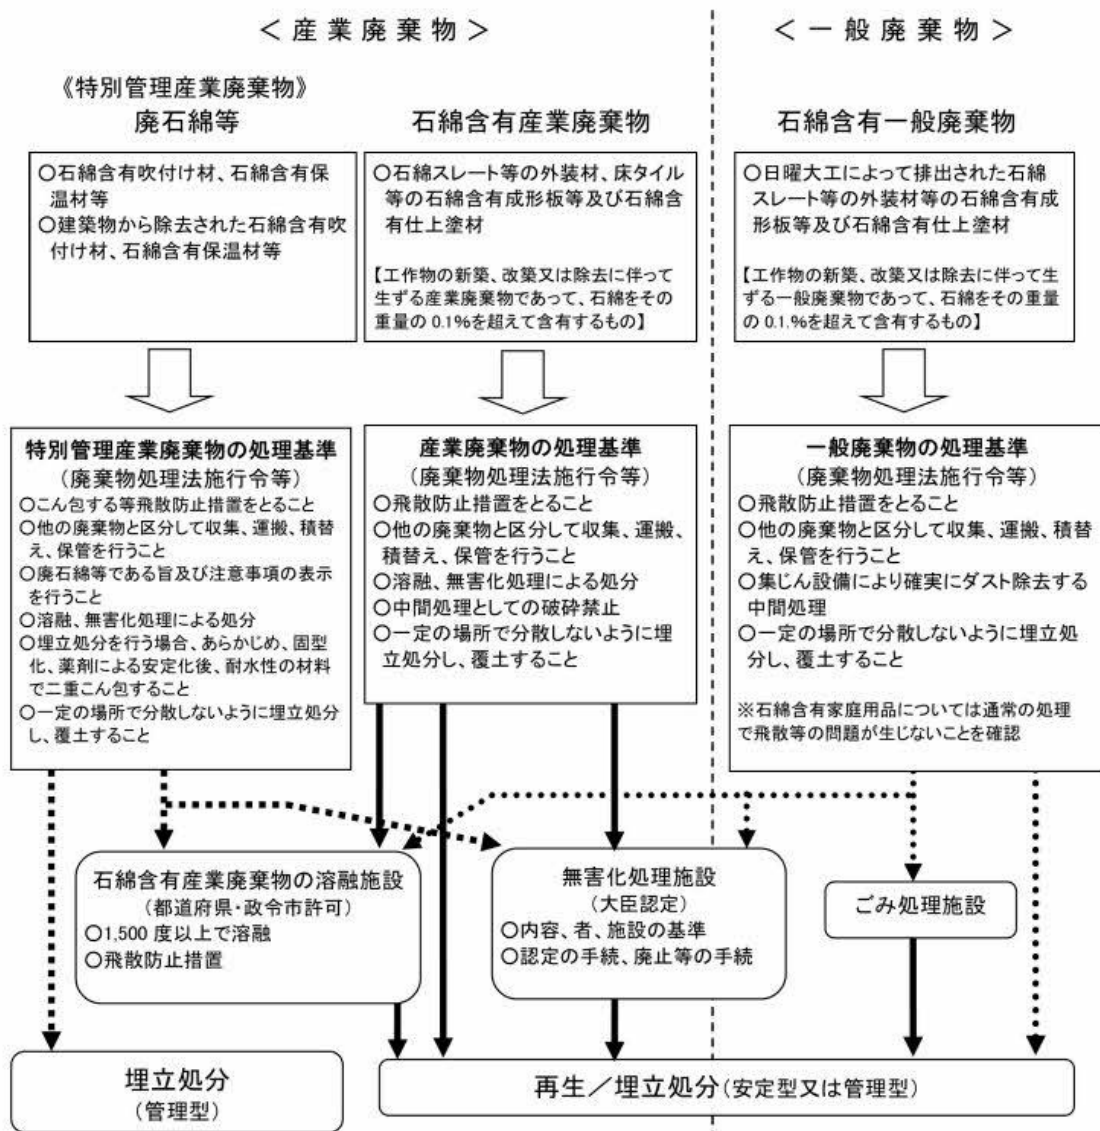 ＜産業廃棄物＞
＜一般廃棄物＞
《特別管理産業廃棄物》
廃石綿等
○石綿含有吹付け材、石綿含有保
温材等
○建築物から除去された石綿含有吹
付け材、石綿含有保温材等
石綿含有産業廃棄物
○石綿スレート等の外装材、床タイル
等の石綿含有成形板等及び石綿含
有仕上塗材
【工作物の新築、改築又は除去に伴って
生ずる産業廃棄物であって、石綿をその
重量の 0.1％を超えて含有するもの】
石綿含有一般廃棄物
○日曜大工によって排出された石綿
スレート等の外装材等の石綿含有成
形板等及び石綿含有仕上塗材
【工作物の新築、改築又は除去に伴って生
ずる一般廃棄物であって、石綿をその重量
の 0.1.％を超えて含有するもの】
特別管理産業廃棄物の処理基準
（廃棄物処理法施行令等）
○こん包する等飛散防止措置をとること
○他の廃棄物と区分して収集、運搬、積替
え、保管を行うこと
○廃石綿等である旨及び注意事項の表示
を行うこと
○溶融、無害化処理による処分
○埋立処分を行う場合、あらかじめ、固型
化、薬剤による安定化後、耐水性の材料
で二重こん包すること
○一定の場所で分散しないように埋立処分
し、覆土すること
産業廃棄物の処理基準
（廃棄物処理法施行令等）
○飛散防止措置をとること
○他の廃棄物と区分して収集、運搬、
積替え、保管を行うこと
○溶融、無害化処理による処分
○中間処理としての破砕禁止
○一定の場所で分散しないように埋
立処分し、覆土すること
一般廃棄物の処理基準
（廃棄物処理法施行令等）
○飛散防止措置をとること
○他の廃棄物と区分して収集、運搬、積替
え、保管を行うこと
○集じん設備により確実にダスト除去する
中間処理
○一定の場所で分散しないように埋立処
分し、覆土すること
※石綿含有家庭用品については通常の処理
で飛散等の問題が生じないことを確認
石綿含有産業廃棄物の溶融施設
（都道府県・政令市許可）
○1,500 度以上で溶融
○飛散防止措置
無害化処理施設
（大臣認定）
○内容、者、施設の基準
○認定の手続、廃止等の手続
ごみ処理施設
埋立処分
（管理型）
再生／埋立処分（安定型又は管理型）